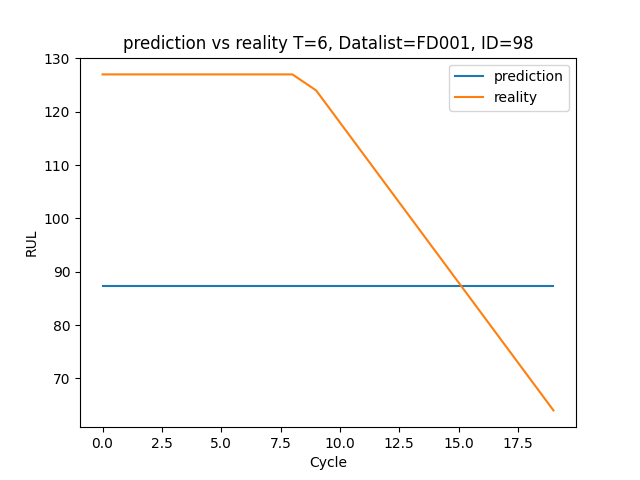 prediction vs reality T=6, Datalist=FD001, ID=98
130
120
110
100
90
80
70
RUL
prediction
reality
0.0 2.5 5.0 7.5 10.0 12.5 15.0 17.5
Cycle